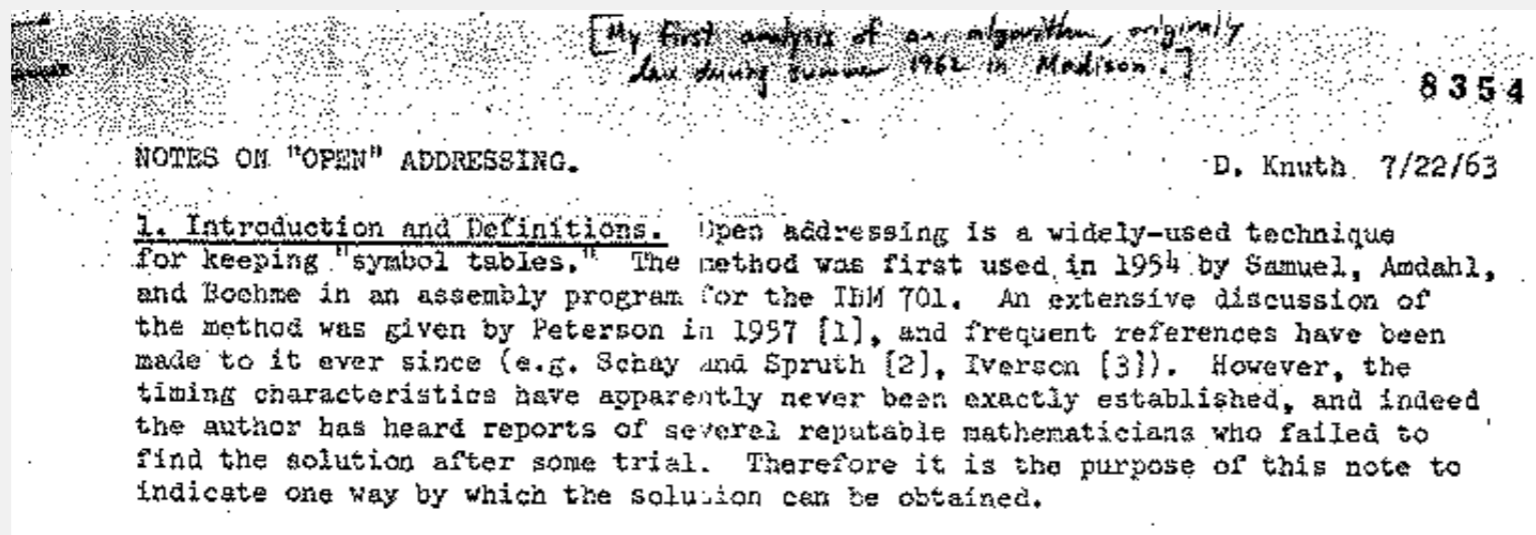 [My first analysis of an algorithm, originally
done during summer 1962 in Madison.]
8354
NOTES ON "OPEN" ADDRESSING.
D. Knuth 7/22/63
1. Introduction and Definitions. Open addressing is a widely-used technique
for keeping "symbol tables." The method was first used in 1954 by Samuel, Amdahl,
and Boehme in an assembly program for the IBM 701. An extensive discussion of
the method was given by Peterson in 1957 [1], and frequent references have been
made to it ever since (e.g. Schay and Spruth [2], Iverson [3]). However, the
timing characteristics have apparently never been exactly established, and indeed
the author has heard reports of several reputable mathematicians who failed to
find the solution after some trial. Therefore it is the purpose of this note to
indicate one way by which the solution can be obtained.